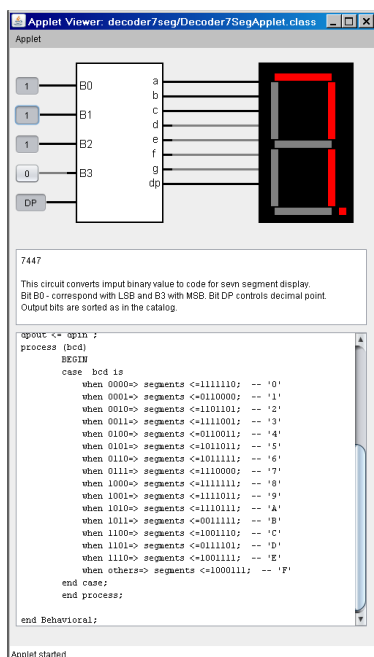 Applet Viewer: decoder7seg/Decoder7SegApplet.class
Applet
1 B0 a
b
1 B1 c
d
1 B2 e
f
0 B3 g
DP dp
7447
This circuit converts imput binary value to code for sevn segment display.
Bit B0 - correspond with LSB and B3 with MSB. Bit DP controls decimal point.
Output bits are sorted as in the catalog.
dpout <= dpin ;
process (bcd)
BEGIN
case bcd is
when 0000=> segments <=1111110; -- '0'
when 0001=> segments <=0110000; -- '1'
when 0010=> segments <=1101101; -- '2'
when 0011=> segments <=1111001; -- '3'
when 0100=> segments <=0110011; -- '4'
when 0101=> segments <=1011011; -- '5'
when 0110=> segments <=1011111; -- '6'
when 0111=> segments <=1110000; -- '7'
when 1000=> segments <=1111111; -- '8'
when 1001=> segments <=1111011; -- '9'
when 1010=> segments <=1110111; -- 'A'
when 1011=> segments <=0011111; -- 'B'
when 1100=> segments <=1001110; -- 'C'
when 1101=> segments <=0111101; -- 'D'
when 1110=> segments <=1001111; -- 'E'
when others=> segments <=1000111; -- 'F'
end case;
end process;
end Behavioral;
Applet started.